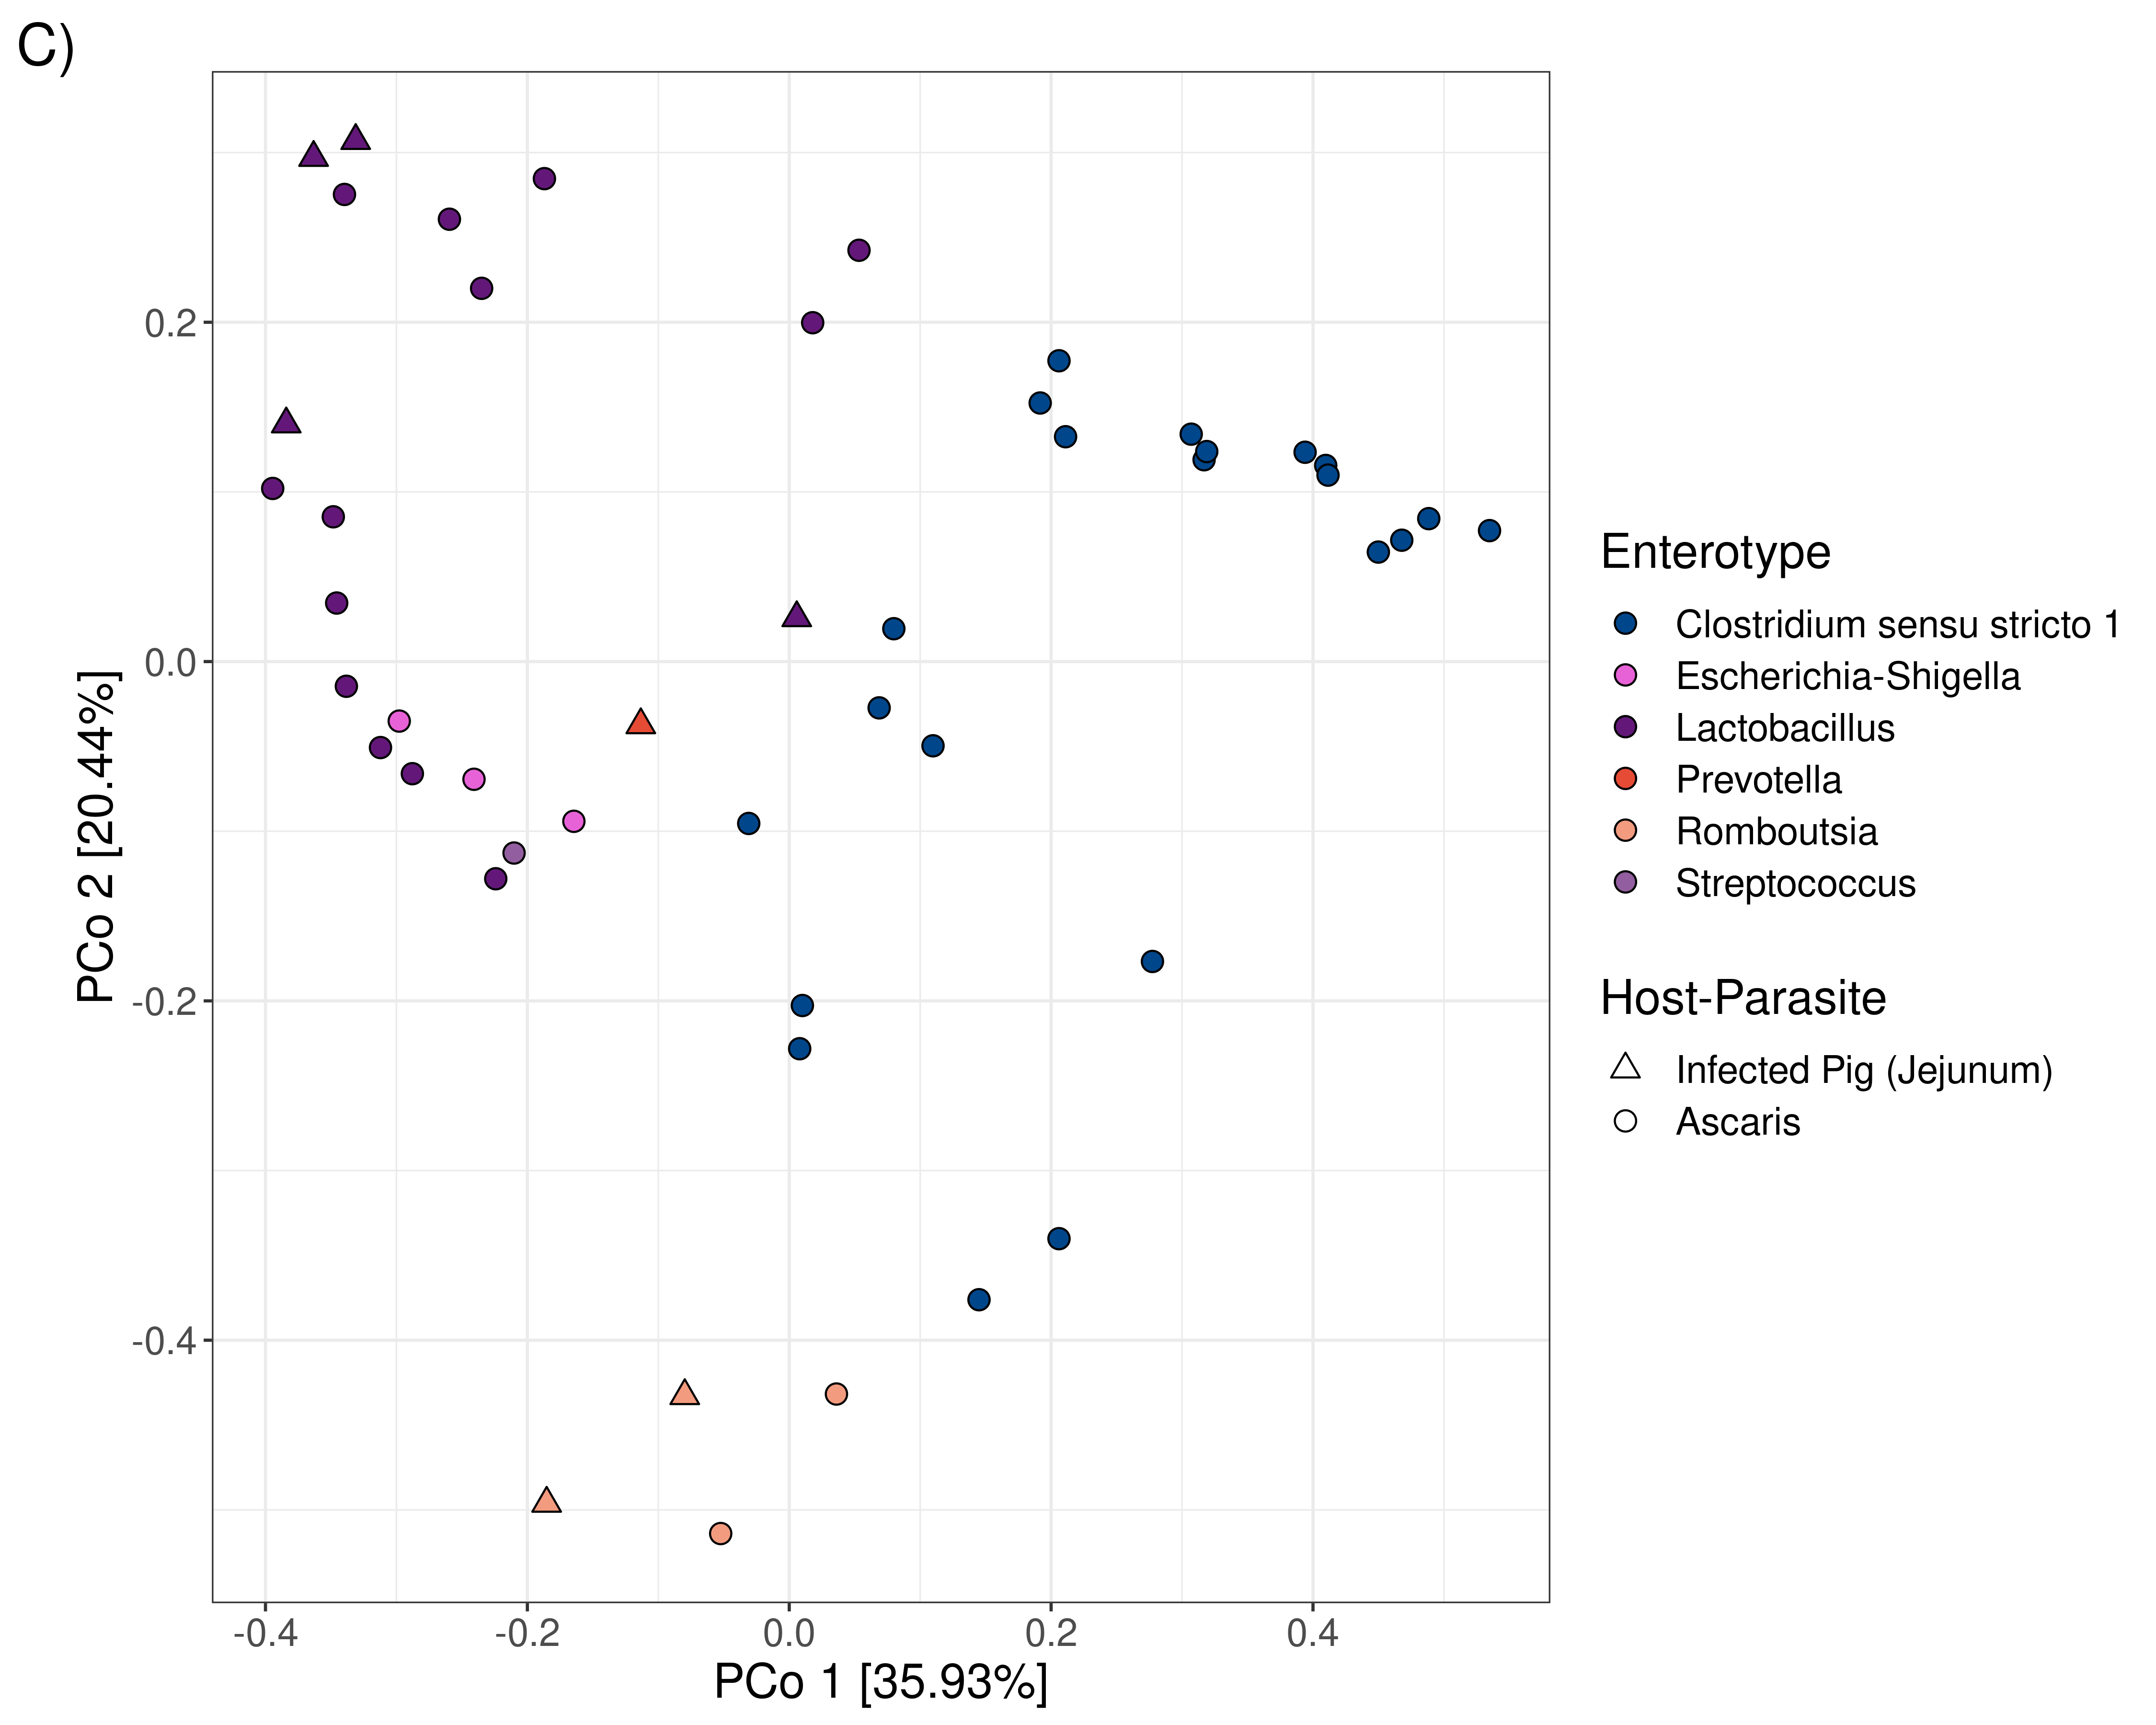 C)
0.2
0.0
-0.2
-0.4
PCo 2 [20.44%]
-0.4
-0.2
0.0
0.2
0.4
PCo 1 [35.93%]
Enterotype
Clostridium sensu stricto 1
Escherichia-Shigella
Lactobacillus
Prevotella
Romboutsia
Streptococcus
Host-Parasite
Infected Pig (Jejunum)
Ascaris